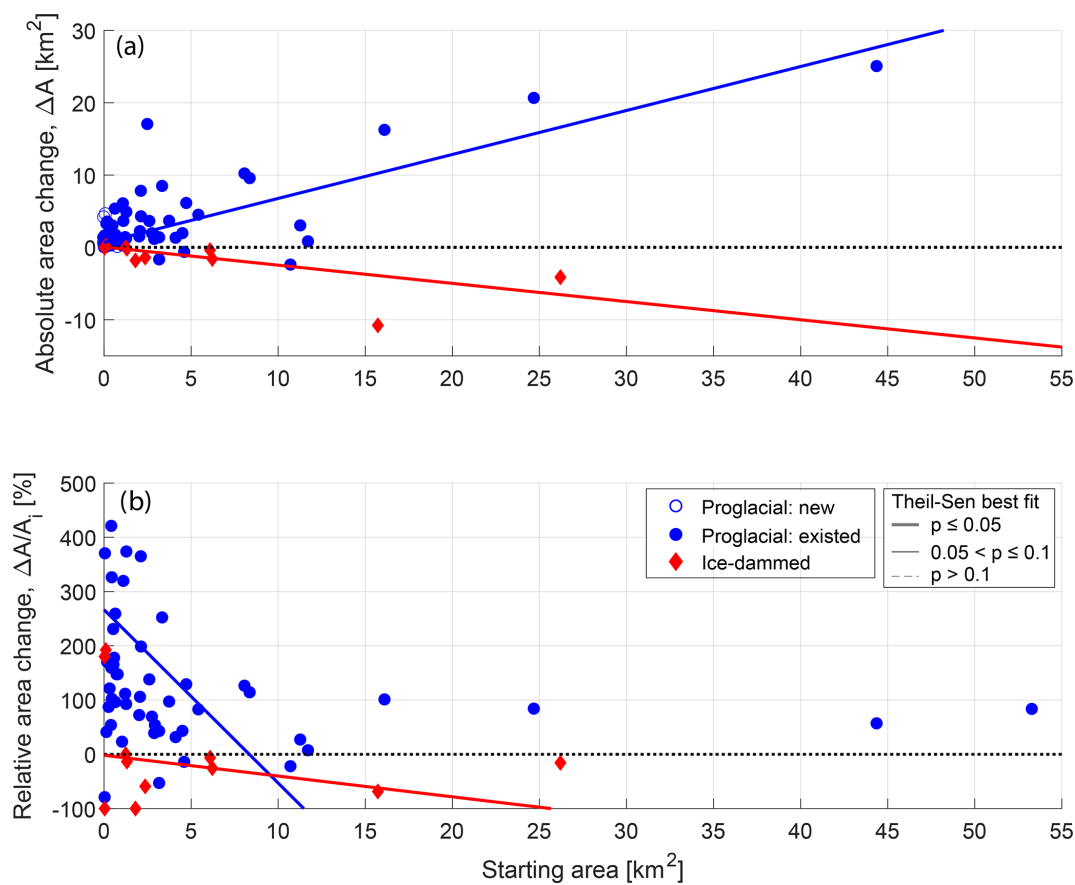 (a)
Absolute area change, ΔA [km²]
30
20
10
0
-10
0 5 10 15 20 25 30 35 40 45 50 55
(b)
Relative area change, ΔA/Aᵢ [%]
500
400
300
200
100
0
-100
Proglacial: new
Proglacial: existed
Ice-dammed
Theil-Sen best fit
p ≤ 0.05
0.05 < p ≤ 0.1
p > 0.1
0 5 10 15 20 25 30 35 40 45 50 55
Starting area [km²]